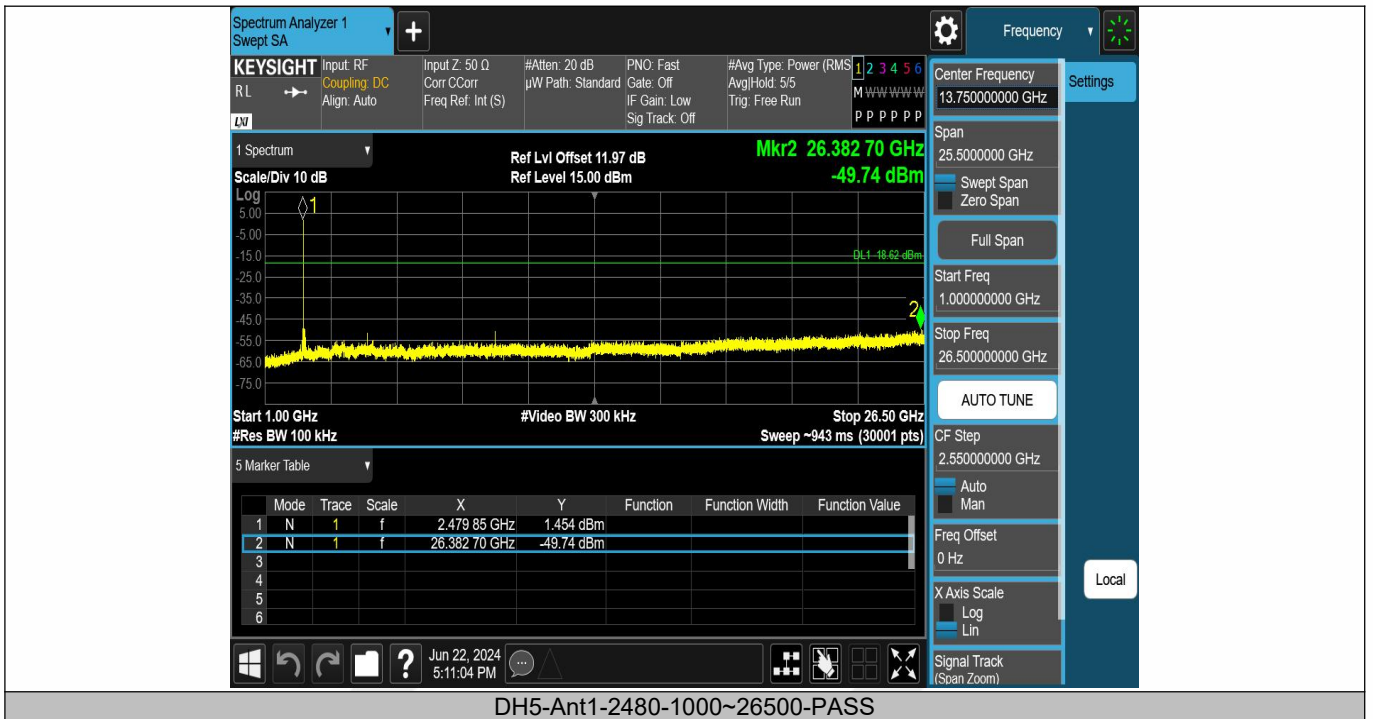 Spectrum Analyzer 1
Swept SA
+
Frequency
KEYSIGHT
RL
LXI
Input: RF
Coupling: DC
Align: Auto
Input Z: 50 Ω
Corr CCorr
Freq Ref: Int (S)
#Atten: 20 dB
µW Path: Standard
PNO: Fast
Gate: Off
IF Gain: Low
Sig Track: Off
#Avg Type: Power (RMS
Avg|Hold: 5/5
Trig: Free Run
1 2 3 4 5 6
M W W W W W
P P P P P P
1 Spectrum
Scale/Div 10 dB
Ref Lvl Offset 11.97 dB
Ref Level 15.00 dBm
Mkr2 26.382 70 GHz
-49.74 dBm
Log
5.00
-5.00
-15.0
-25.0
-35.0
-45.0
-55.0
-65.0
-75.0
1
DL1 -18.62 dBm
2
Start 1.00 GHz
#Video BW 300 kHz
Stop 26.50 GHz
#Res BW 100 kHz
Sweep ~943 ms (30001 pts)
5 Marker Table
Mode Trace Scale X Y Function Function Width Function Value
1 N 1 f 2.479 85 GHz 1.454 dBm
2 N 1 f 26.382 70 GHz -49.74 dBm
3
4
5
6
Jun 22, 2024
5:11:04 PM
?
Center Frequency
13.750000000 GHz
Settings
Span
25.5000000 GHz
Swept Span
Zero Span
Full Span
Start Freq
1.000000000 GHz
Stop Freq
26.500000000 GHz
AUTO TUNE
CF Step
2.550000000 GHz
Auto
Man
Freq Offset
0 Hz
X Axis Scale
Log
Lin
Local
Signal Track
(Span Zoom)
DH5-Ant1-2480-1000~26500-PASS